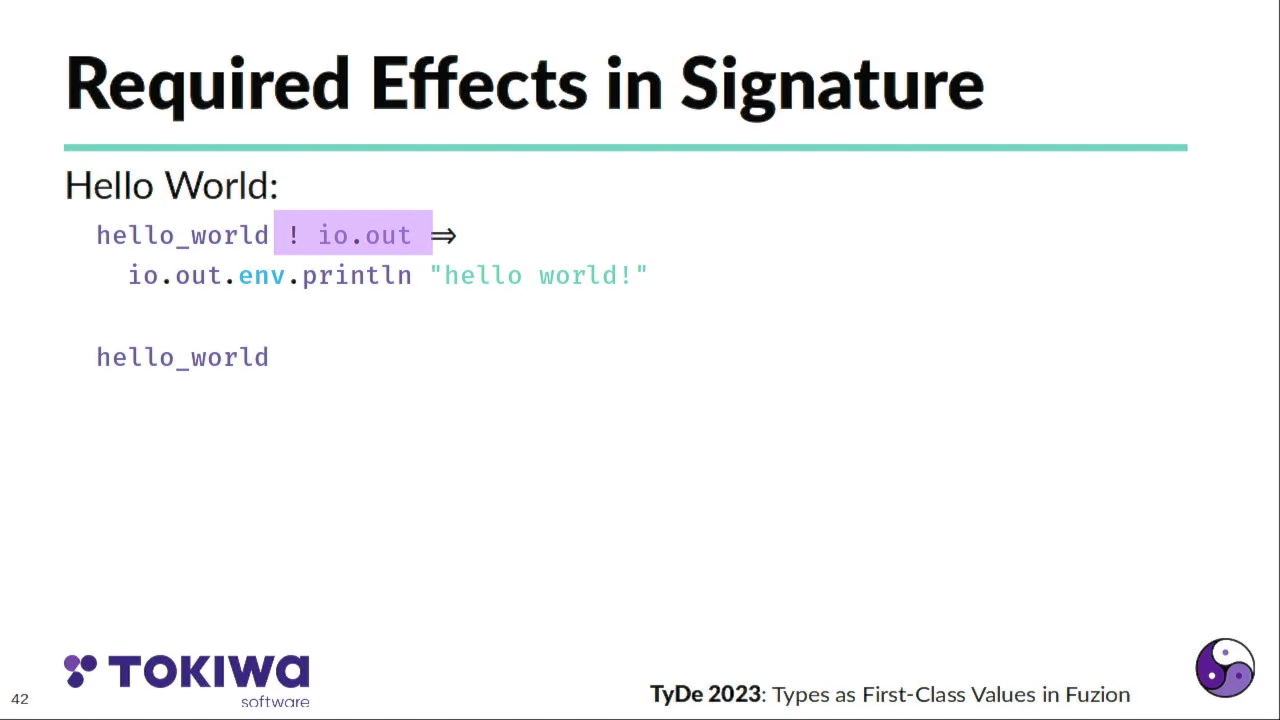 Required Effects in Signature
Hello World:
hello_world ! io.out ⇒
io.out.env.println "hello world!"
hello_world
42
TOKIWA
software
TyDe 2023: Types as First-Class Values in Fuzion